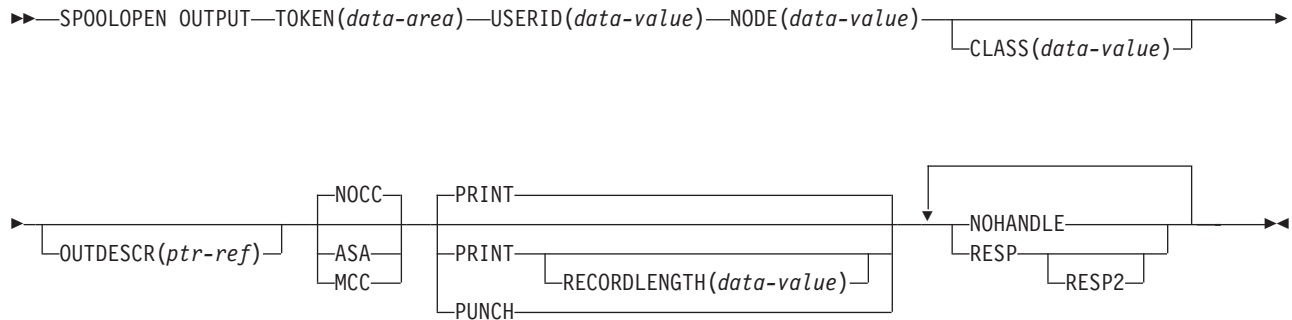 SPOOLOPEN OUTPUT TOKEN(data-area) USERID(data-value) NODE(data-value)
CLASS(data-value)
NOCC PRINT
OUTDESCR(ptr-ref) ASA PRINT NOHANDLE
MCC RECORDLENGTH(data-value) RESP
PUNCH RESP2